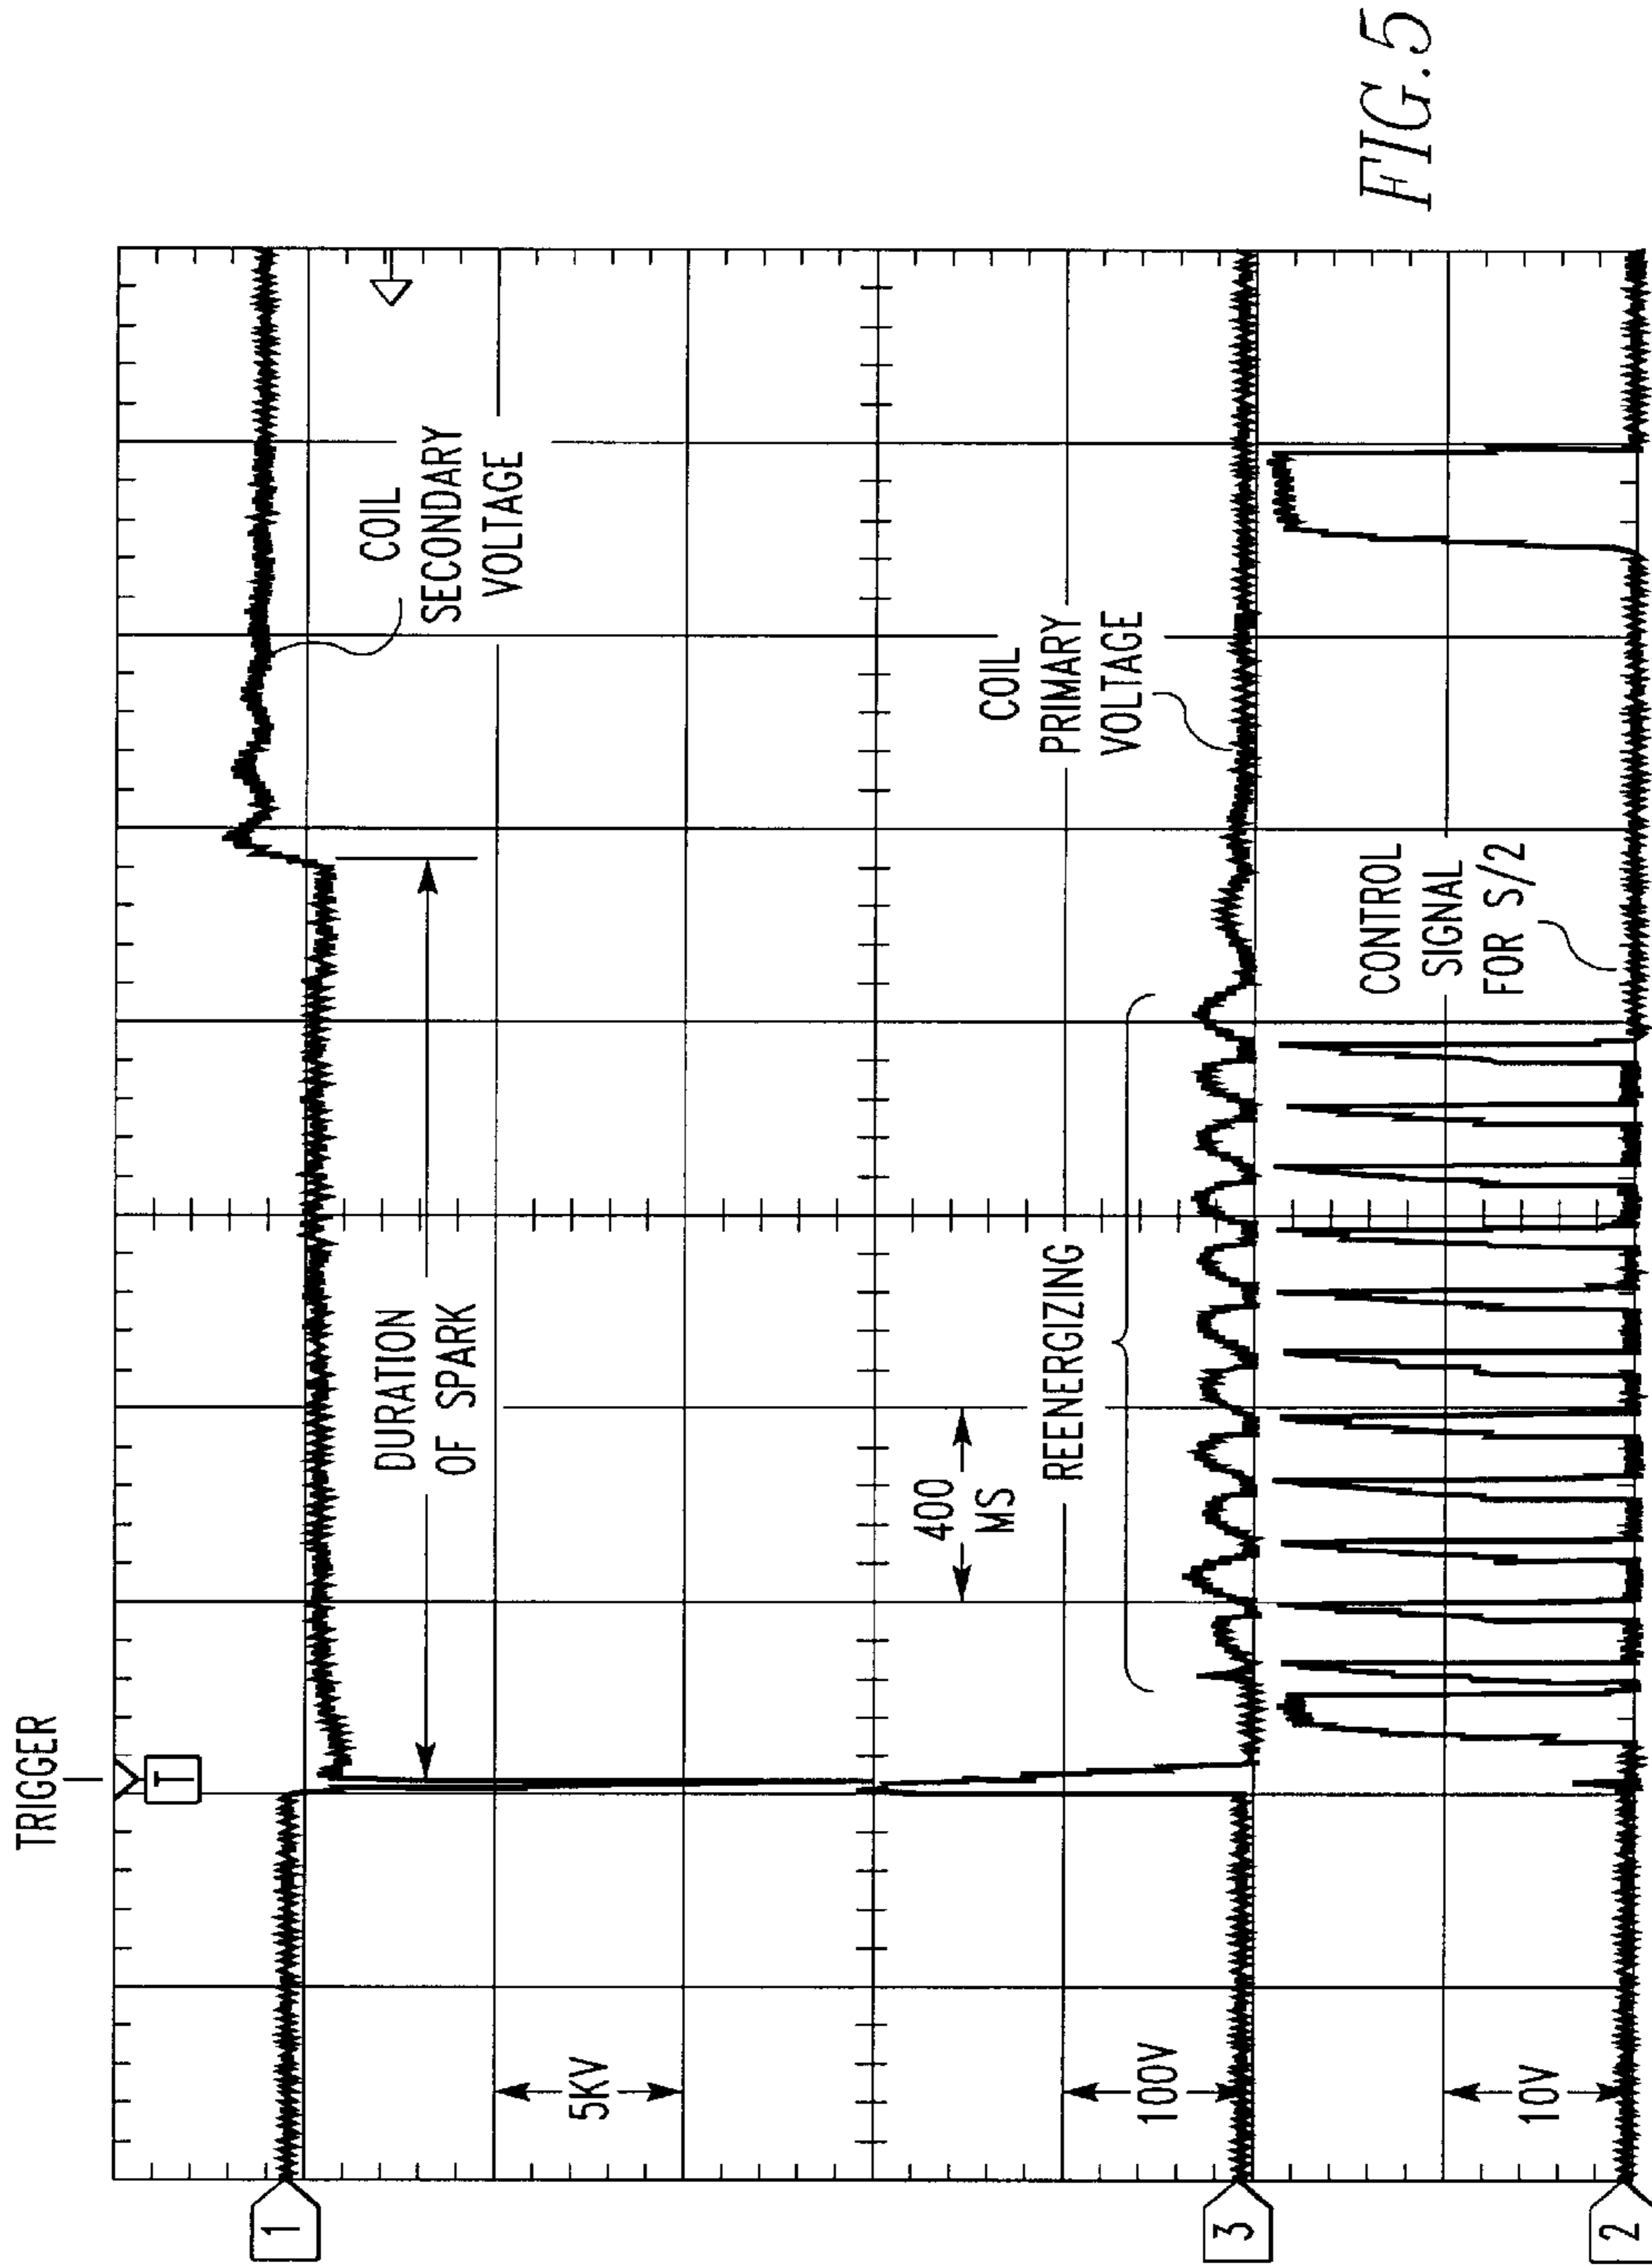 TRIGGER
T
1
5KV
DURATION
OF SPARK
COIL
SECONDARY
VOLTAGE
400
MS
REENERGIZING
COIL
PRIMARY
VOLTAGE
100V
3
CONTROL
SIGNAL
FOR S/2
10V
2
FIG.5